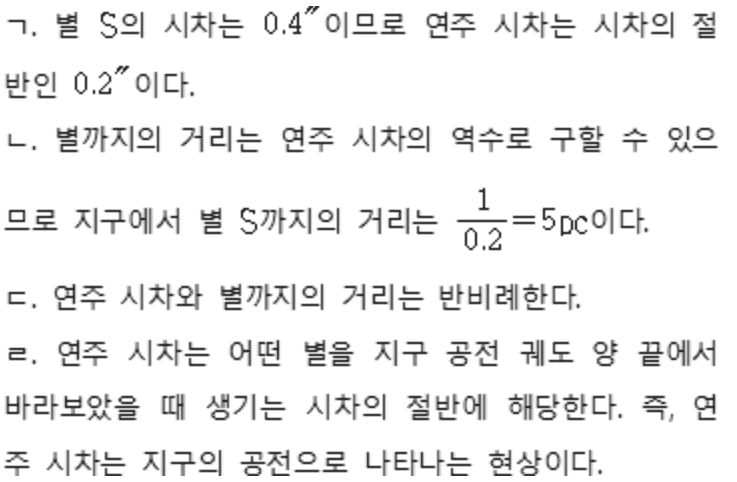 ㄱ. 별 S의 시차는 0.4″이므로 연주 시차는 시차의 절
반인 0.2″이다.
ㄴ. 별까지의 거리는 연주 시차의 역수로 구할 수 있으
므로 지구에서 별 S까지의 거리는 1/0.2=5pc이다.
ㄷ. 연주 시차와 별까지의 거리는 반비례한다.
ㄹ. 연주 시차는 어떤 별을 지구 공전 궤도 양 끝에서
바라보았을 때 생기는 시차의 절반에 해당한다. 즉, 연
주 시차는 지구의 공전으로 나타나는 현상이다.